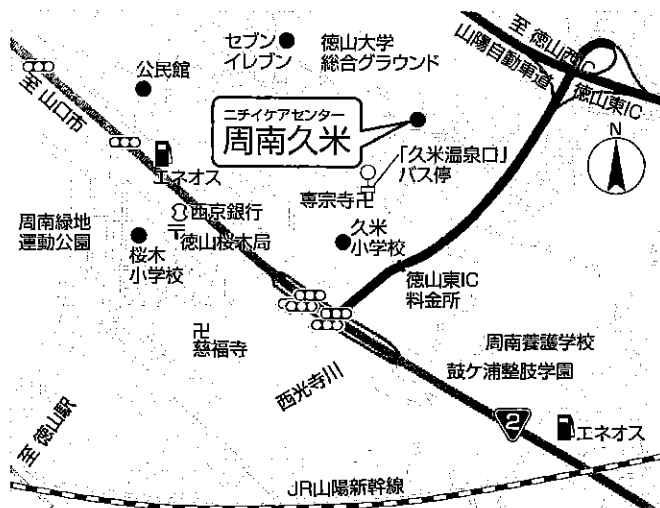 セブン
イレブン
徳山大学
総合グラウンド
至 徳山西IC
山陽自動車道
徳山東IC
公民館
至 山口市
ニチイケアセンター
周南久米
N
「久米温泉口」
バス停
エネオス
専宗寺卍
西京銀行
〒
徳山桜木局
周南緑地
運動公園
桜木
小学校
久米
小学校
徳山東IC
料金所
卍
慈福寺
西光寺川
周南養護学校
鼓ケ浦整肢学園
2
エネオス
至 徳山駅
JR山陽新幹線